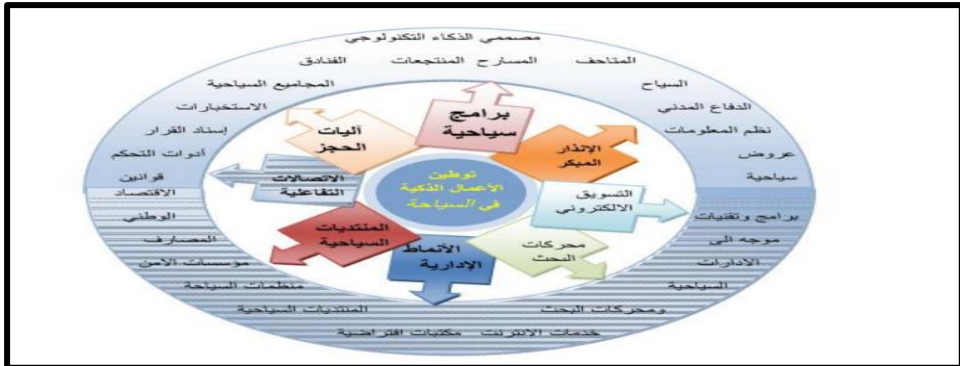 مصممي الذكاء التكنولوجي
المتاحف
المسارح
المنتجعات
الفنادق
السياح
المجاميع السياحية
الدفاع المدني
الاستخبارات
نظم المعلومات
إسناد القرار
عروض
أدوات التحكم
سياحية
قوانين
برامج وتقنيات
الاقتصاد
موجه الى
الوطني
الادارات
المصارف
السياحية
مؤسسات الامن
ومحركات البحث
منظمات السياحة
خدمات الانترنت
المنتديات السياحية
مكتبات افتراضية
برامج
سياحية
الإنذار
المبكر
التسويق
الالكتروني
محركات
البحث
الأنماط
الإدارية
المنتديات
السياحية
الاتصالات
التفاعلية
آليات
الحجز
توطين
الأعمال الذكية
في السياحة